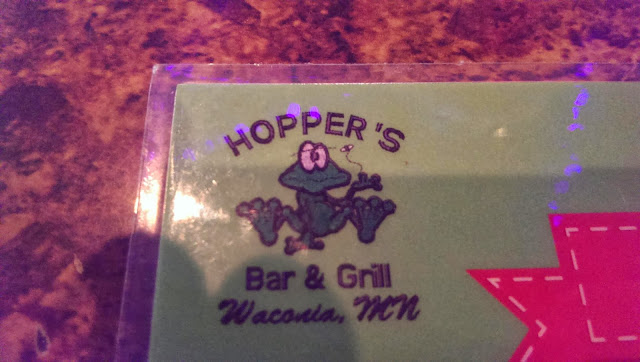 HOPPER'S
Bar & Grill
Waconia, MN